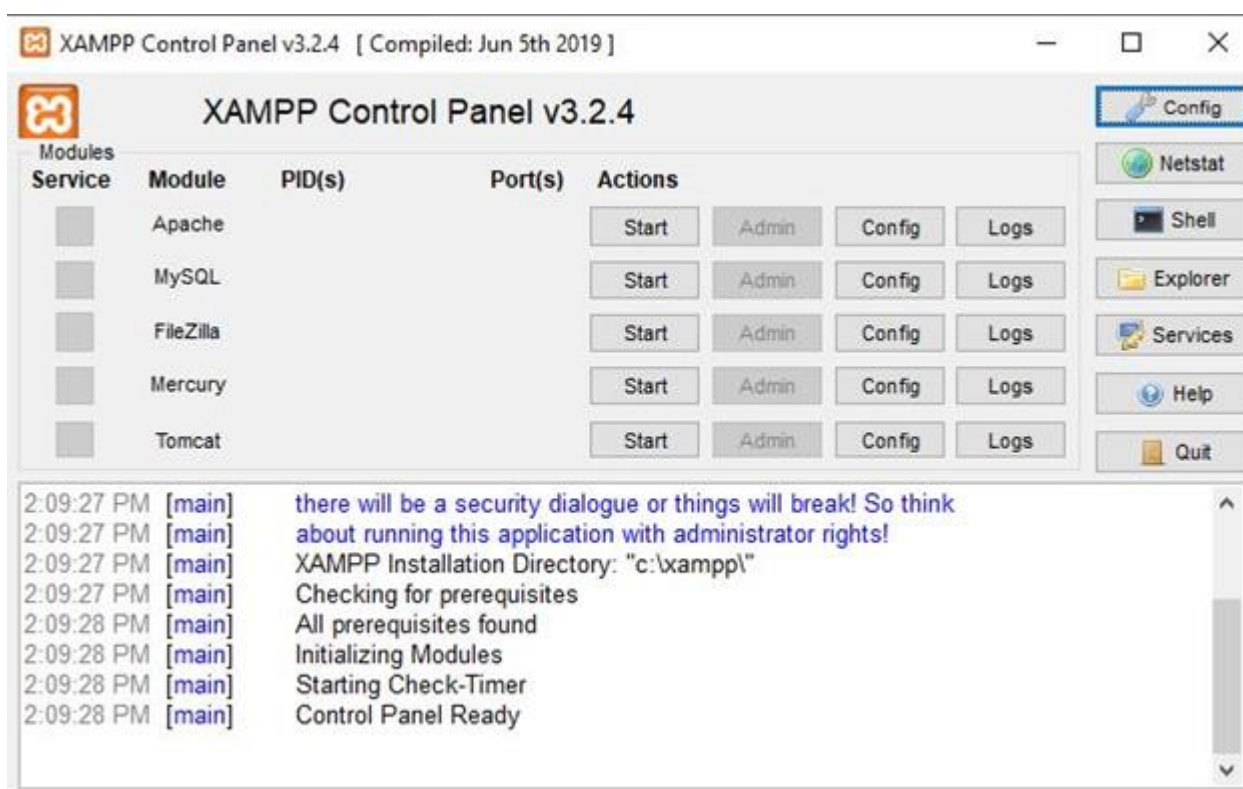 XAMPP Control Panel v3.2.4 [ Compiled: Jun 5th 2019 ]
XAMPP Control Panel v3.2.4
Config
Modules
Service Module PID(s) Port(s) Actions
Netstat
Apache Start Admin Config Logs
Shell
MySQL Start Admin Config Logs
Explorer
FileZilla Start Admin Config Logs
Services
Mercury Start Admin Config Logs
Help
Tomcat Start Admin Config Logs
Quit
2:09:27 PM [main] there will be a security dialogue or things will break! So think
2:09:27 PM [main] about running this application with administrator rights!
2:09:27 PM [main] XAMPP Installation Directory: "c:\xampp\"
2:09:27 PM [main] Checking for prerequisites
2:09:28 PM [main] All prerequisites found
2:09:28 PM [main] Initializing Modules
2:09:28 PM [main] Starting Check-Timer
2:09:28 PM [main] Control Panel Ready